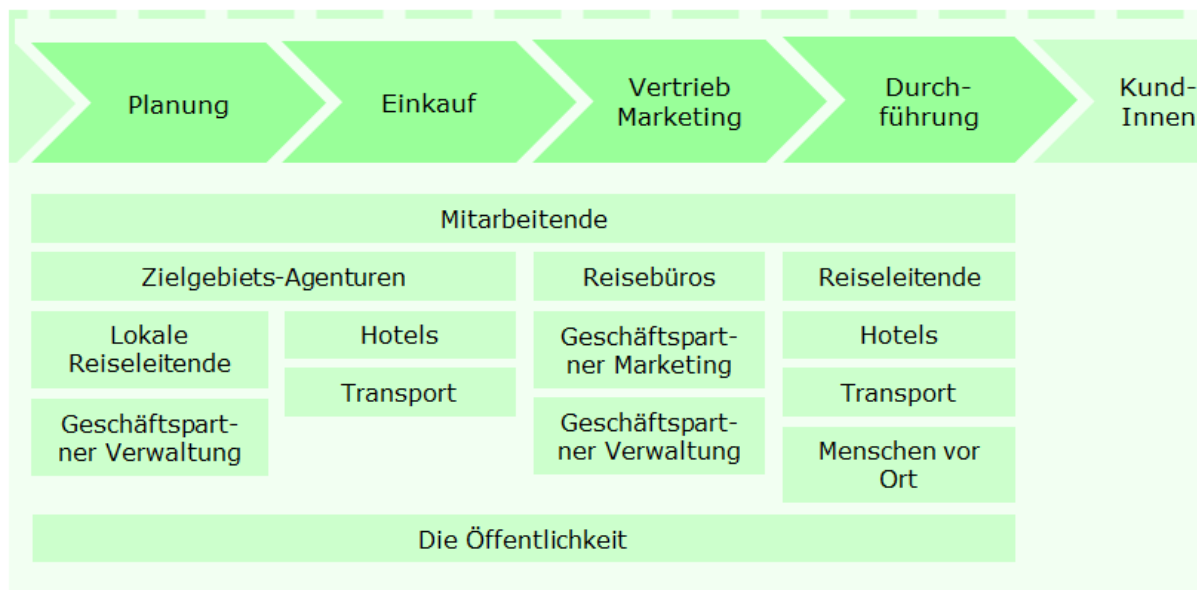 Planung
Einkauf
Vertrieb
Marketing
Durch-
führung
Kund-
Innen
Mitarbeitende
Zielgebiets-Agenturen
Reisebüros
Reiseleitende
Lokale
Reiseleitende
Hotels
Geschäftspart-
ner Marketing
Hotels
Transport
Transport
Geschäftspart-
ner Verwaltung
Geschäftspart-
ner Verwaltung
Menschen vor
Ort
Die Öffentlichkeit